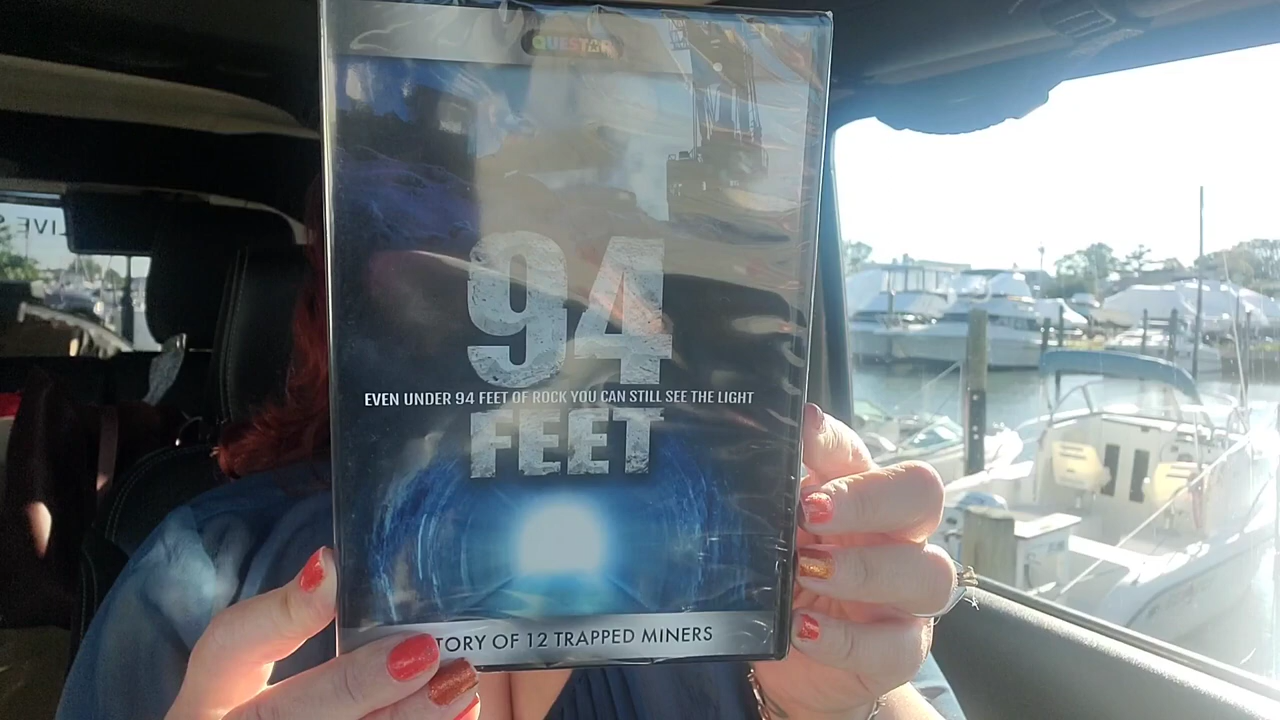 QUESTAR
94
EVEN UNDER 94 FEET OF ROCK YOU CAN STILL SEE THE LIGHT
FEET
TORY OF 12 TRAPPED MINERS